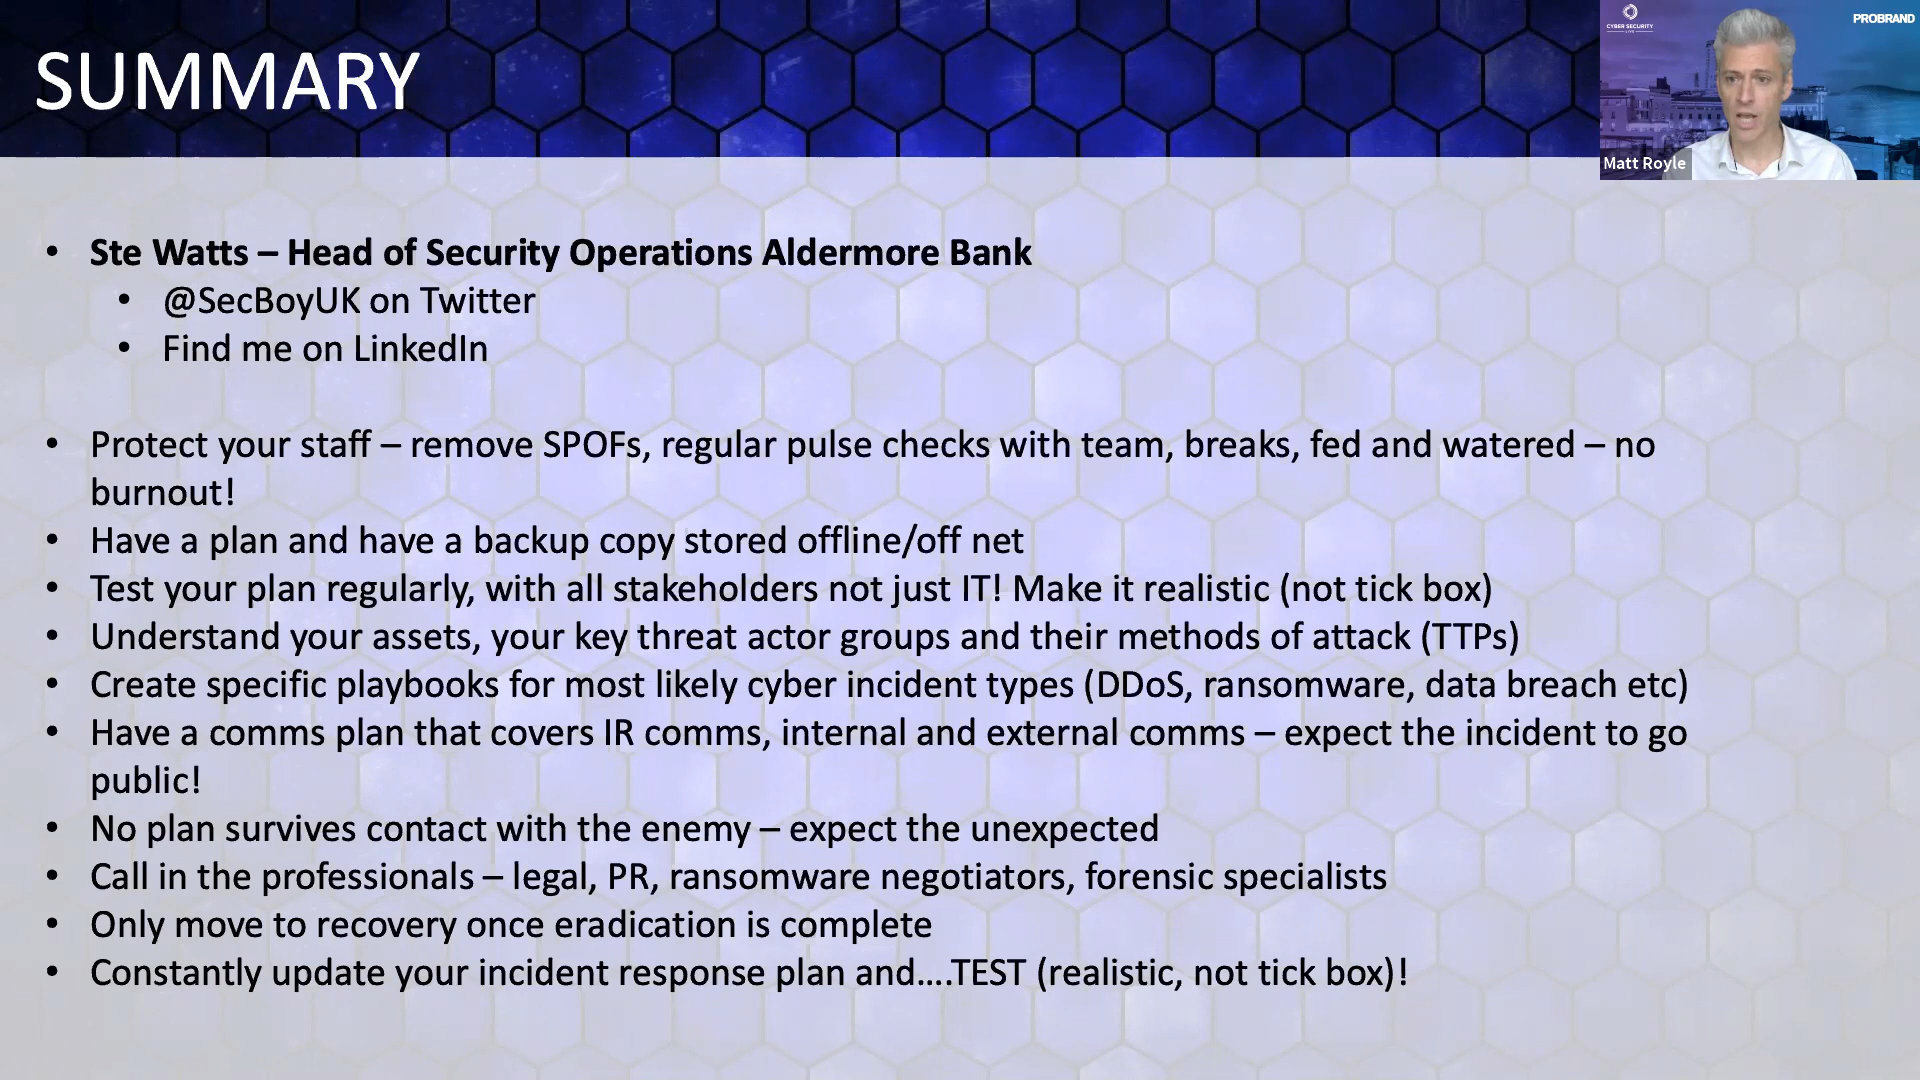 SUMMARY
CYBER SECURITY
LIVE
PROBRAND
Matt Royle
• Ste Watts – Head of Security Operations Aldermore Bank
• @SecBoyUK on Twitter
• Find me on LinkedIn
• Protect your staff – remove SPOFs, regular pulse checks with team, breaks, fed and watered – no
burnout!
• Have a plan and have a backup copy stored offline/off net
• Test your plan regularly, with all stakeholders not just IT! Make it realistic (not tick box)
• Understand your assets, your key threat actor groups and their methods of attack (TTPs)
• Create specific playbooks for most likely cyber incident types (DDoS, ransomware, data breach etc)
• Have a comms plan that covers IR comms, internal and external comms – expect the incident to go
public!
• No plan survives contact with the enemy – expect the unexpected
• Call in the professionals – legal, PR, ransomware negotiators, forensic specialists
• Only move to recovery once eradication is complete
• Constantly update your incident response plan and….TEST (realistic, not tick box)!